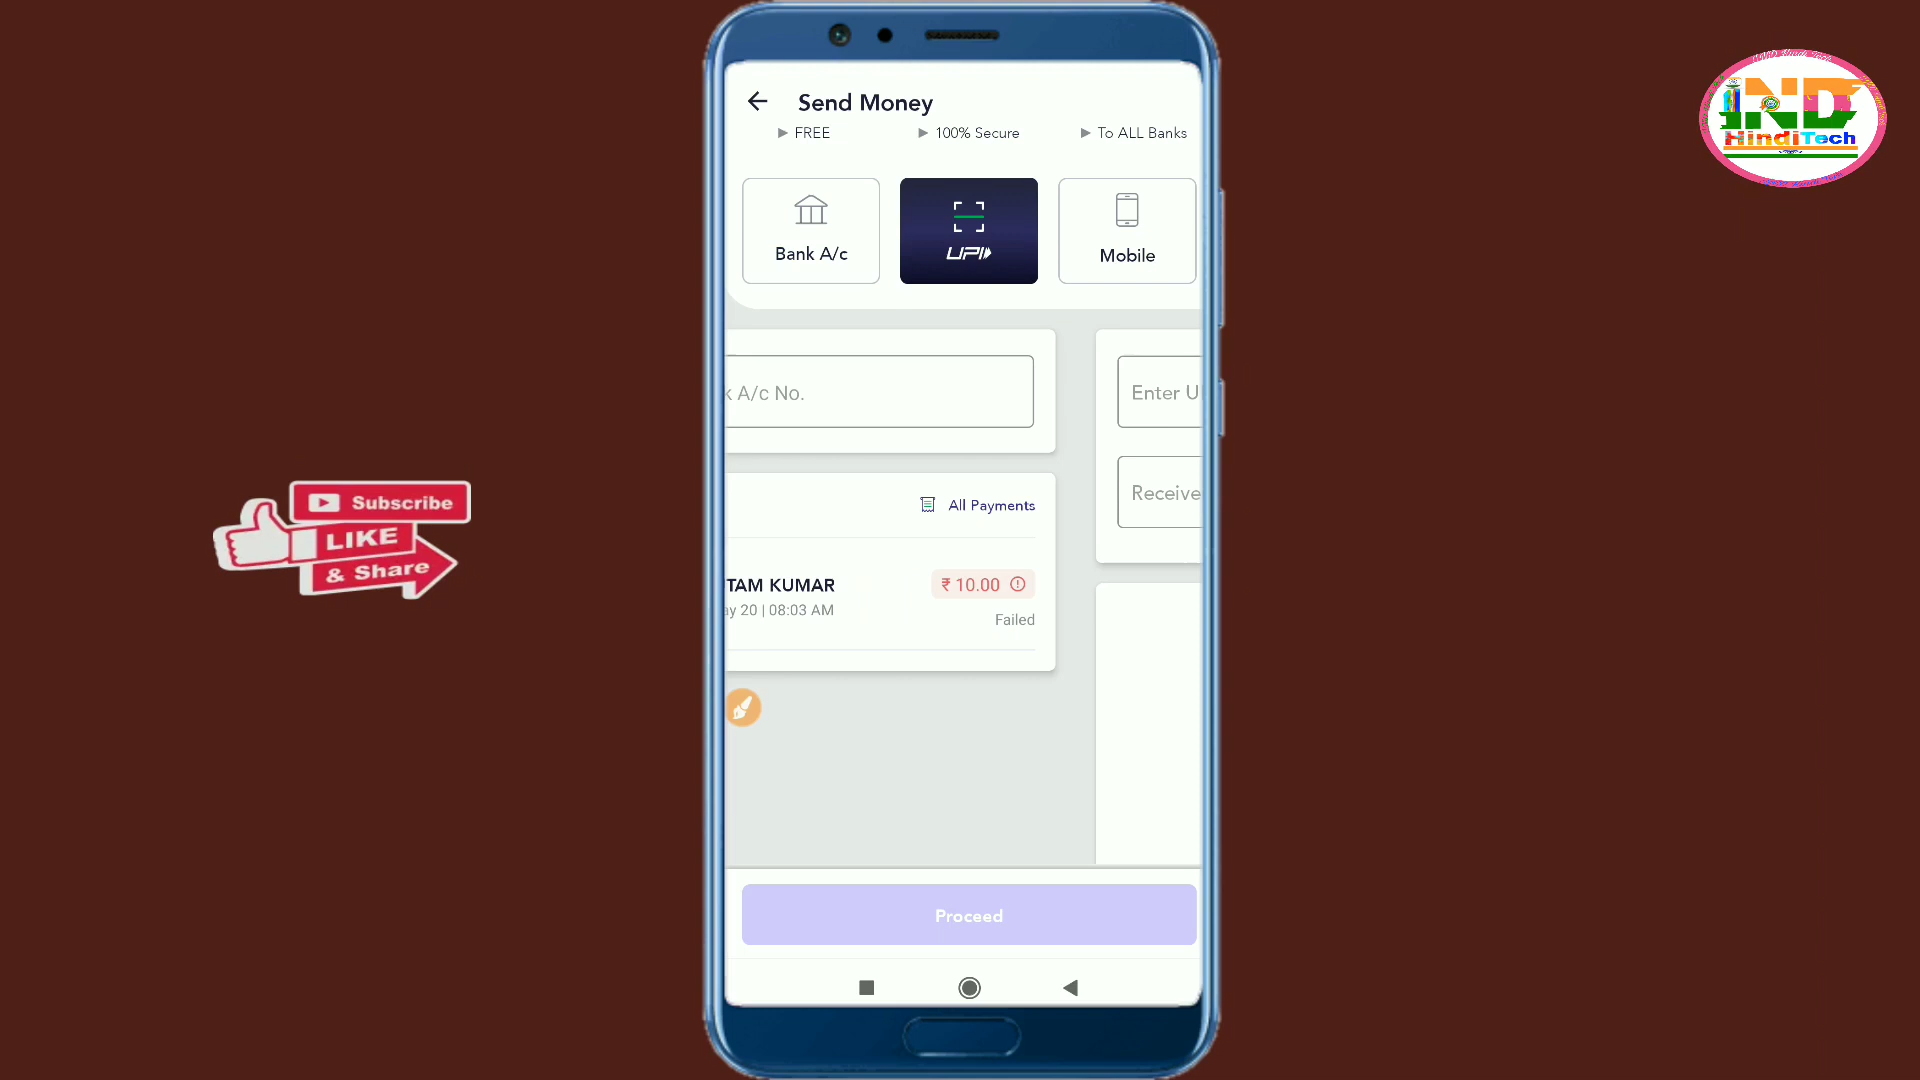 Send Money
FREE
100% Secure
To ALL Banks
Bank A/c
UPI
Mobile
A/c No.
Enter U
Receive
All Payments
TAM KUMAR
ay 20 | 08:03 AM
₹ 10.00
Failed
Proceed
Subscribe
LIKE
& Share
iND
HindiTech